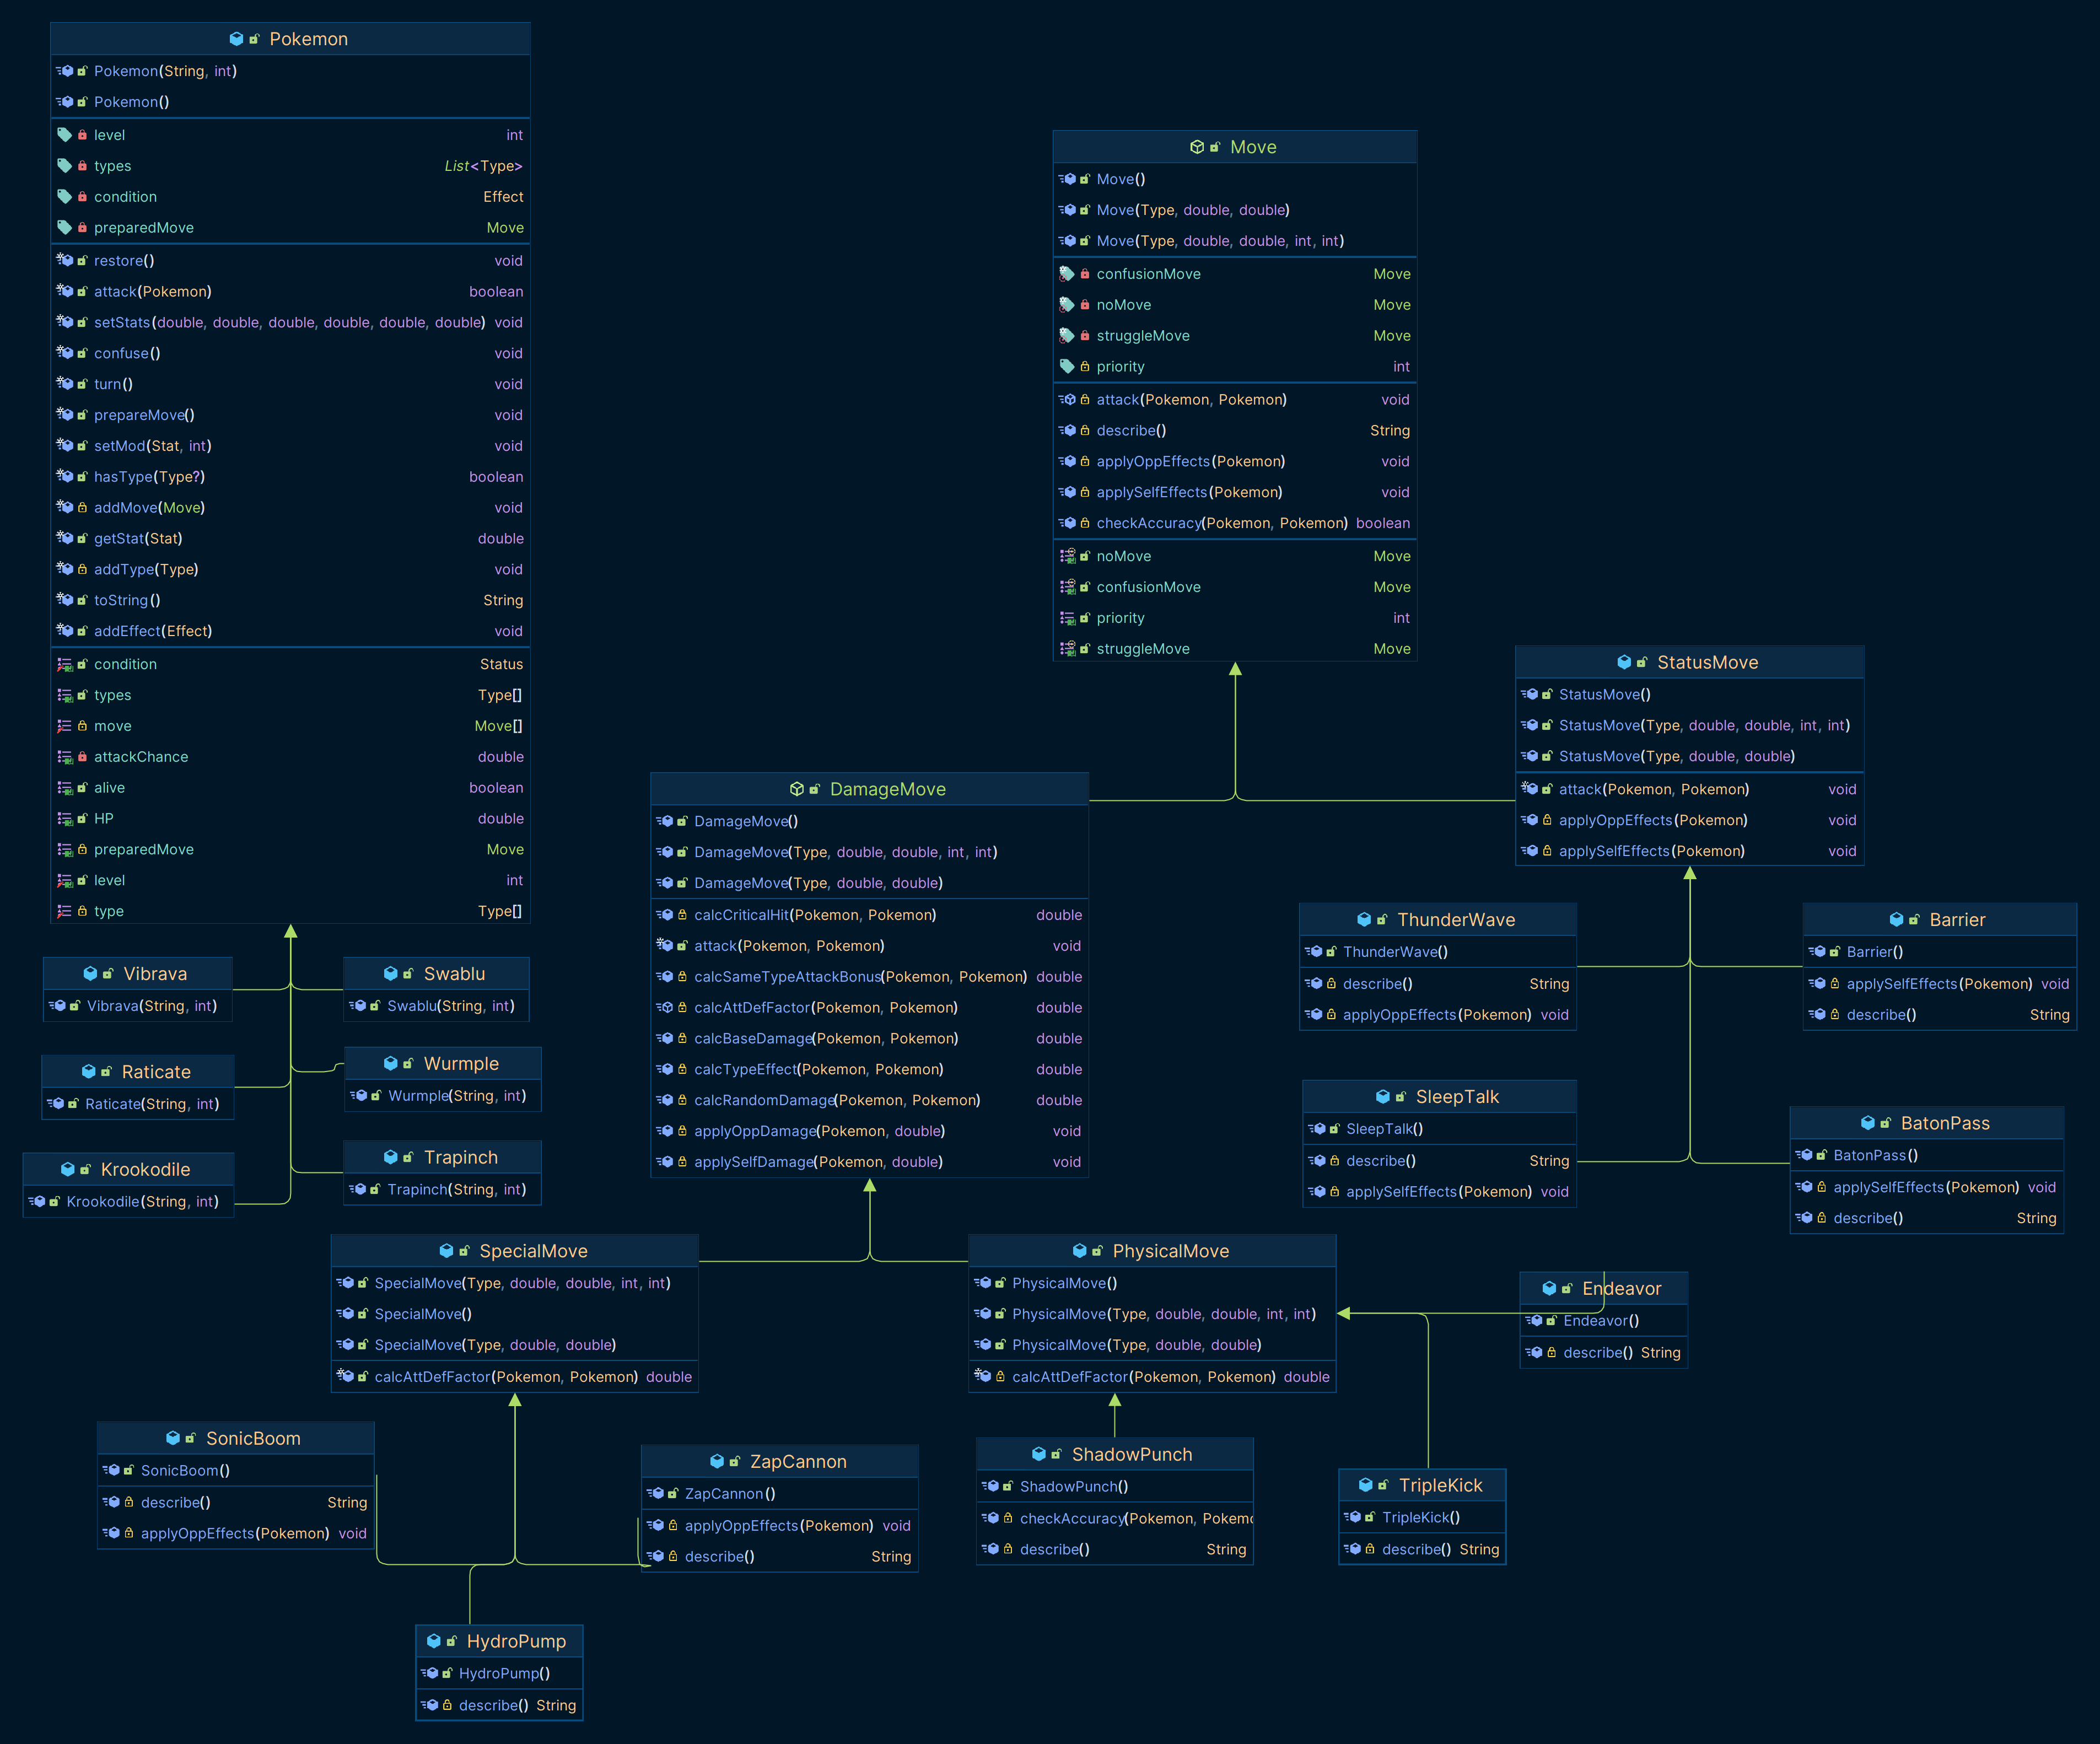 Pokemon
Pokemon(String, int)
Pokemon()
level int
types List<Type>
condition Effect
preparedMove Move
restore() void
attack(Pokemon) boolean
setStats(double, double, double, double, double, double) void
confuse() void
turn() void
prepareMove() void
setMod(Stat, int) void
hasType(Type?) boolean
addMove(Move) void
getStat(Stat) double
addType(Type) void
toString() String
addEffect(Effect) void
condition Status
types Type[]
move Move[]
attackChance double
alive boolean
HP double
preparedMove Move
level int
type Type[]
Move
Move()
Move(Type, double, double)
Move(Type, double, double, int, int)
confusionMove Move
noMove Move
struggleMove Move
priority int
attack(Pokemon, Pokemon) void
describe() String
applyOppEffects(Pokemon) void
applySelfEffects(Pokemon) void
checkAccuracy(Pokemon, Pokemon) boolean
noMove Move
confusionMove Move
priority int
struggleMove Move
StatusMove
StatusMove()
StatusMove(Type, double, double, int, int)
StatusMove(Type, double, double)
attack(Pokemon, Pokemon) void
applyOppEffects(Pokemon) void
applySelfEffects(Pokemon) void
DamageMove
DamageMove()
DamageMove(Type, double, double, int, int)
DamageMove(Type, double, double)
calcCriticalHit(Pokemon, Pokemon) double
attack(Pokemon, Pokemon) void
calcSameTypeAttackBonus(Pokemon, Pokemon) double
calcAttDefFactor(Pokemon, Pokemon) double
calcBaseDamage(Pokemon, Pokemon) double
calcTypeEffect(Pokemon, Pokemon) double
calcRandomDamage(Pokemon, Pokemon) double
applyOppDamage(Pokemon, double) void
applySelfDamage(Pokemon, double) void
Vibrava
Vibrava(String, int)
Swablu
Swablu(String, int)
Raticate
Raticate(String, int)
Wurmple
Wurmple(String, int)
Krookodile
Krookodile(String, int)
Trapinch
Trapinch(String, int)
ThunderWave
ThunderWave()
describe() String
applyOppEffects(Pokemon) void
Barrier
Barrier()
applySelfEffects(Pokemon) void
describe() String
SleepTalk
SleepTalk()
describe() String
applySelfEffects(Pokemon) void
BatonPass
BatonPass()
applySelfEffects(Pokemon) void
describe() String
SpecialMove
SpecialMove(Type, double, double, int, int)
SpecialMove()
SpecialMove(Type, double, double)
calcAttDefFactor(Pokemon, Pokemon) double
PhysicalMove
PhysicalMove()
PhysicalMove(Type, double, double, int, int)
PhysicalMove(Type, double, double)
calcAttDefFactor(Pokemon, Pokemon) double
Endeavor
Endeavor()
describe() String
SonicBoom
SonicBoom()
describe() String
applyOppEffects(Pokemon) void
ZapCannon
ZapCannon()
applyOppEffects(Pokemon) void
describe() String
ShadowPunch
ShadowPunch()
checkAccuracy(Pokemon, Pokem
describe() String
TripleKick
TripleKick()
describe() String
HydroPump
HydroPump()
describe() String